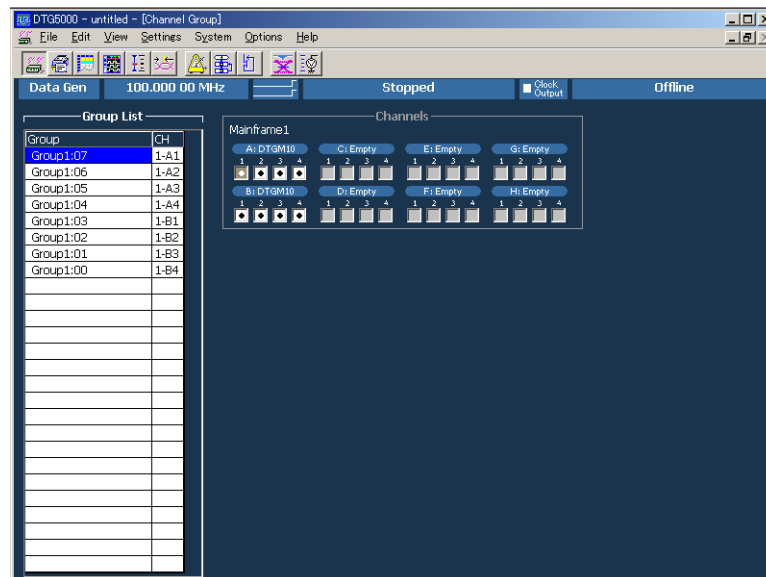 DTG5000 - untitled - [Channel Group]
File Edit View Settings System Options Help
Data Gen 100.000 00 MHz Stopped Clock Output Offline
Group List
Group CH
Group1:07 1-A1
Group1:06 1-A2
Group1:05 1-A3
Group1:04 1-A4
Group1:03 1-B1
Group1:02 1-B2
Group1:01 1-B3
Group1:00 1-B4
Channels
Mainframe1
A: DTGM10 C: Empty E: Empty G: Empty
1 2 3 4 1 2 3 4 1 2 3 4 1 2 3 4
B: DTGM10 D: Empty F: Empty H: Empty
1 2 3 4 1 2 3 4 1 2 3 4 1 2 3 4